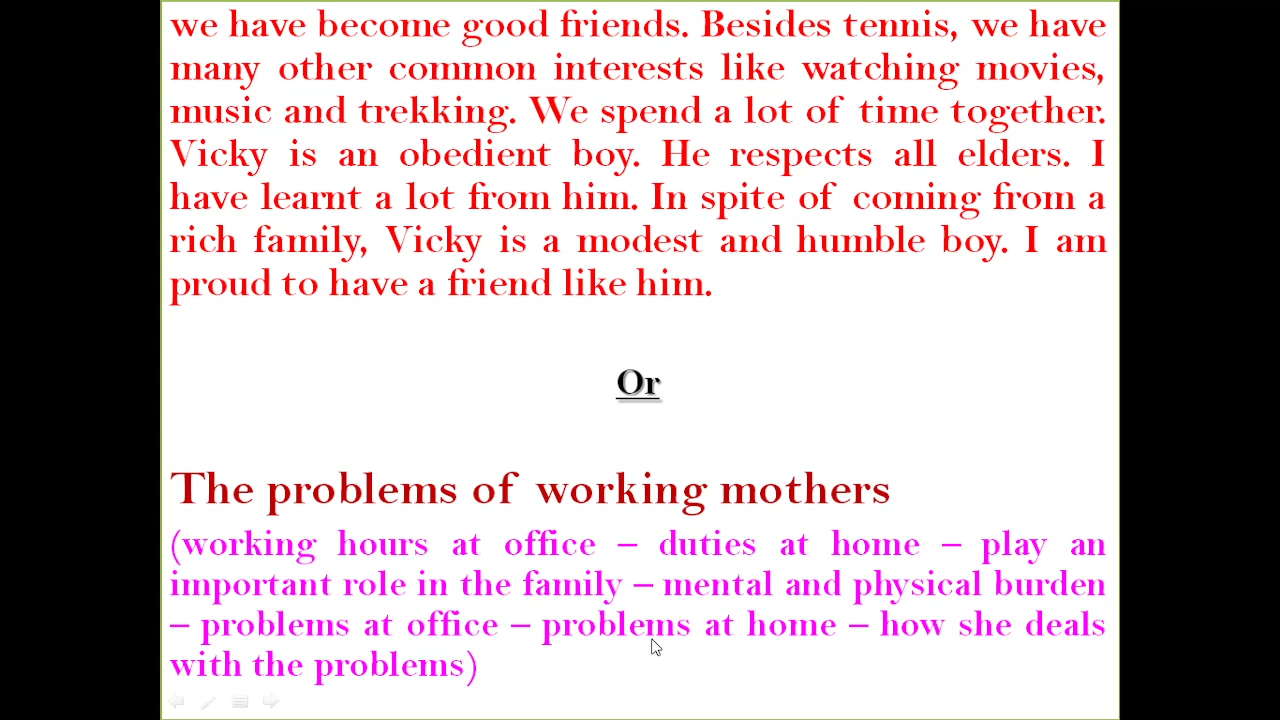 we have become good friends. Besides tennis, we have
many other common interests like watching movies,
music and trekking. We spend a lot of time together.
Vicky is an obedient boy. He respects all elders. I
have learnt a lot from him. In spite of coming from a
rich family, Vicky is a modest and humble boy. I am
proud to have a friend like him.
Or
The problems of working mothers
(working hours at office – duties at home – play an
important role in the family – mental and physical burden
– problems at office – problems at home – how she deals
with the problems)